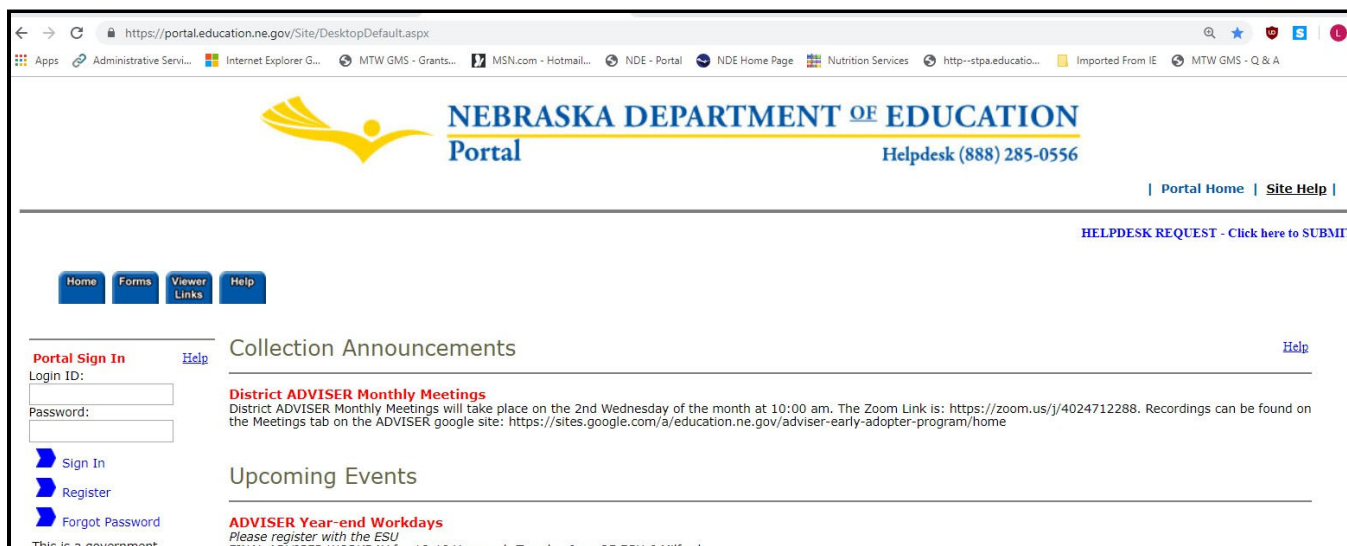 https://portal.education.ne.gov/Site/DesktopDefault.aspx
Apps Administrative Servi... Internet Explorer G... MTW GMS - Grants... MSN.com - Hotmail... NDE - Portal NDE Home Page Nutrition Services http--stpa.educatio... Imported From IE MTW GMS - Q & A
NEBRASKA DEPARTMENT OF EDUCATION
Portal Helpdesk (888) 285-0556
| Portal Home | Site Help |
HELPDESK REQUEST - Click here to SUBMIT
Home Forms Viewer Links Help
Portal Sign In Help
Login ID:
Password:
Sign In
Register
Forgot Password
This is a government
Collection Announcements Help
District ADVISER Monthly Meetings
District ADVISER Monthly Meetings will take place on the 2nd Wednesday of the month at 10:00 am. The Zoom Link is: https://zoom.us/j/4024712288. Recordings can be found on
the Meetings tab on the ADVISER google site: https://sites.google.com/a/education.ne.gov/adviser-early-adopter-program/home
Upcoming Events
ADVISER Year-end Workdays
Please register with the ESU
FINAL ADVISER WORKDAY for